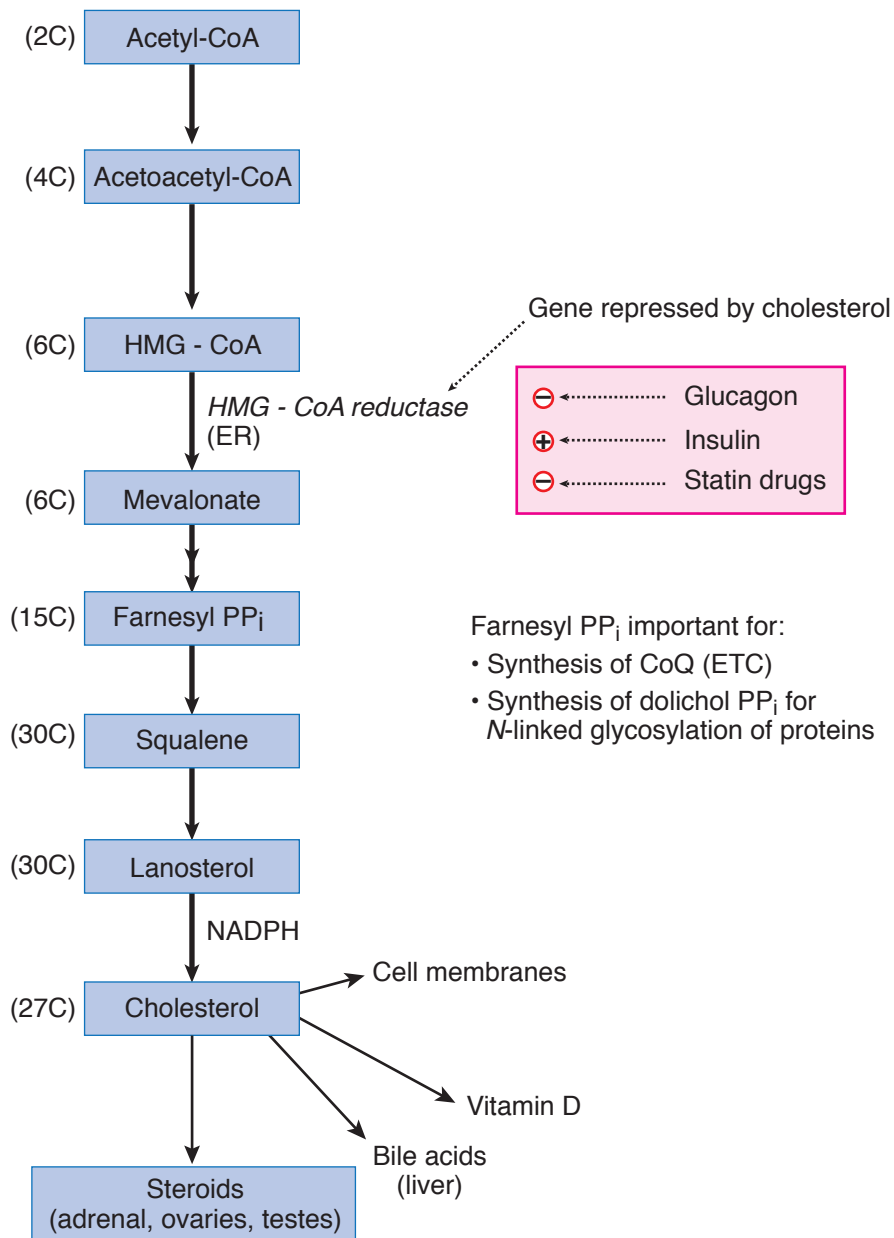 (2C) Acetyl-CoA
(4C) Acetoacetyl-CoA
Gene repressed by cholesterol
(6C) HMG - CoA
HMG - CoA reductase
(ER)
− Glucagon
+ Insulin
− Statin drugs
(6C) Mevalonate
(15C) Farnesyl PPi
Farnesyl PPi important for:
• Synthesis of CoQ (ETC)
• Synthesis of dolichol PPi for
N-linked glycosylation of proteins
(30C) Squalene
(30C) Lanosterol
NADPH
Cell membranes
(27C) Cholesterol
Vitamin D
Bile acids
(liver)
Steroids
(adrenal, ovaries, testes)